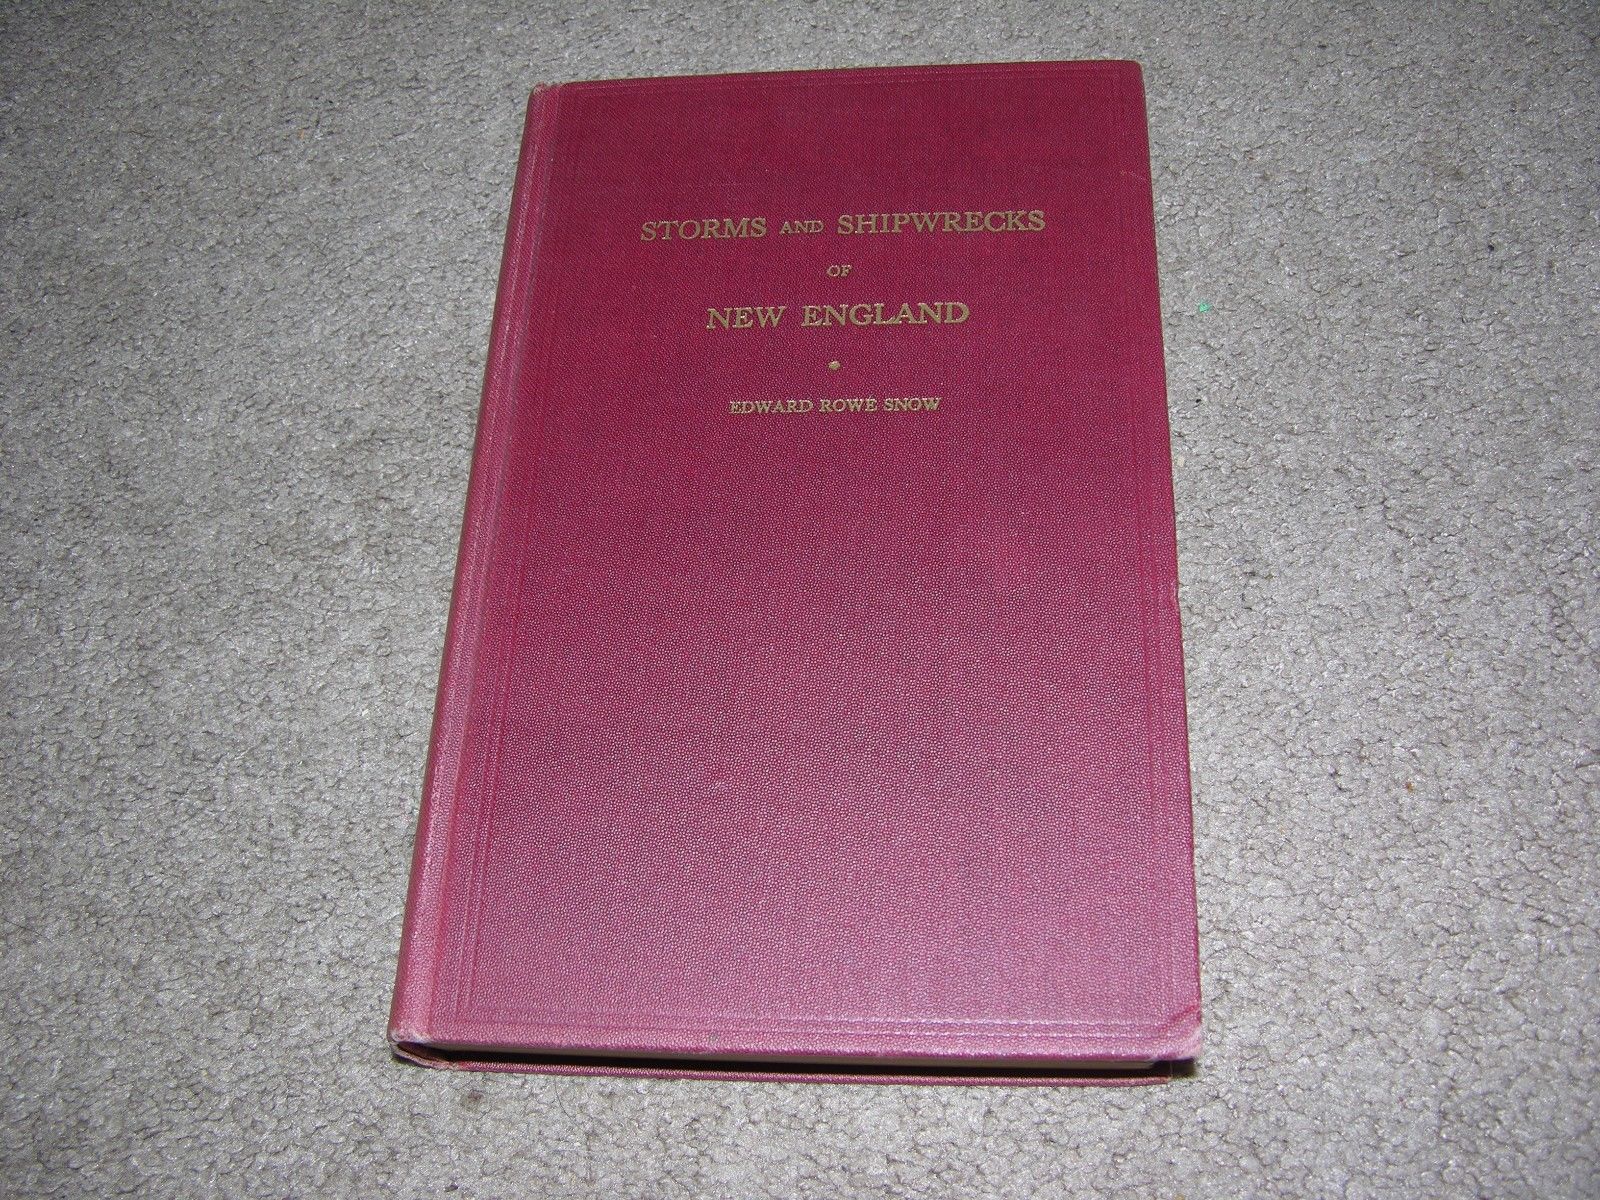 STORMS AND SHIPWRECKS
OF
NEW ENGLAND
EDWARD ROWE SNOW